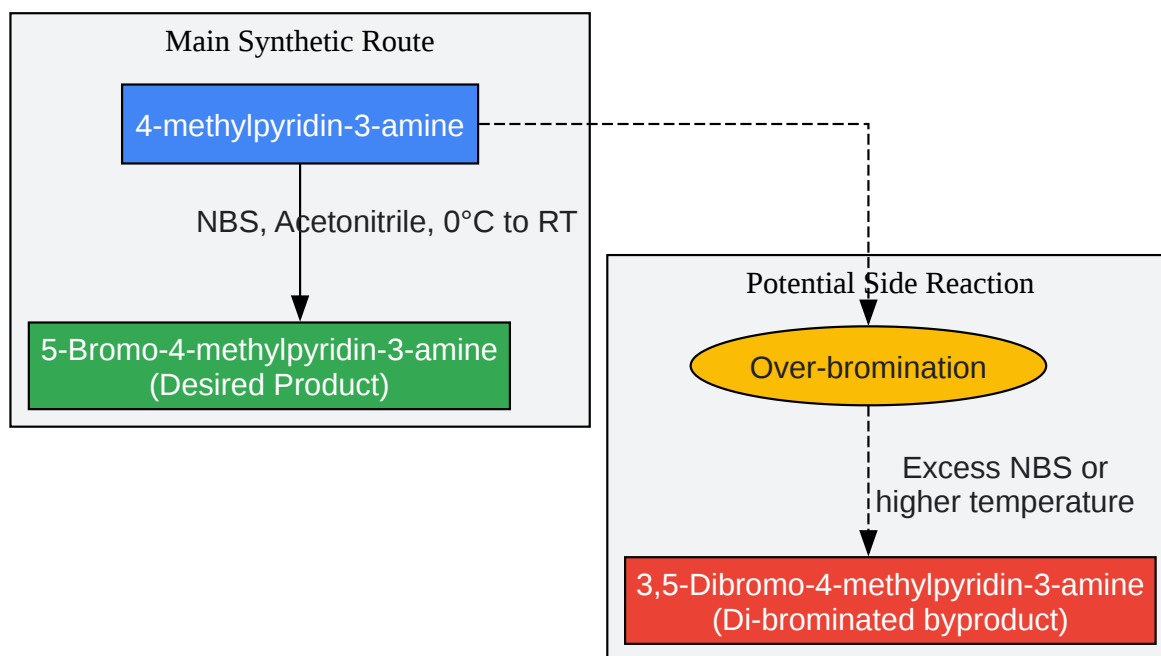 Main Synthetic Route
4-methylpyridin-3-amine
NBS, Acetonitrile, 0°C to RT
5-Bromo-4-methylpyridin-3-amine
(Desired Product)
Potential Side Reaction
Over-bromination
Excess NBS or
higher temperature
3,5-Dibromo-4-methylpyridin-3-amine
(Di-brominated byproduct)